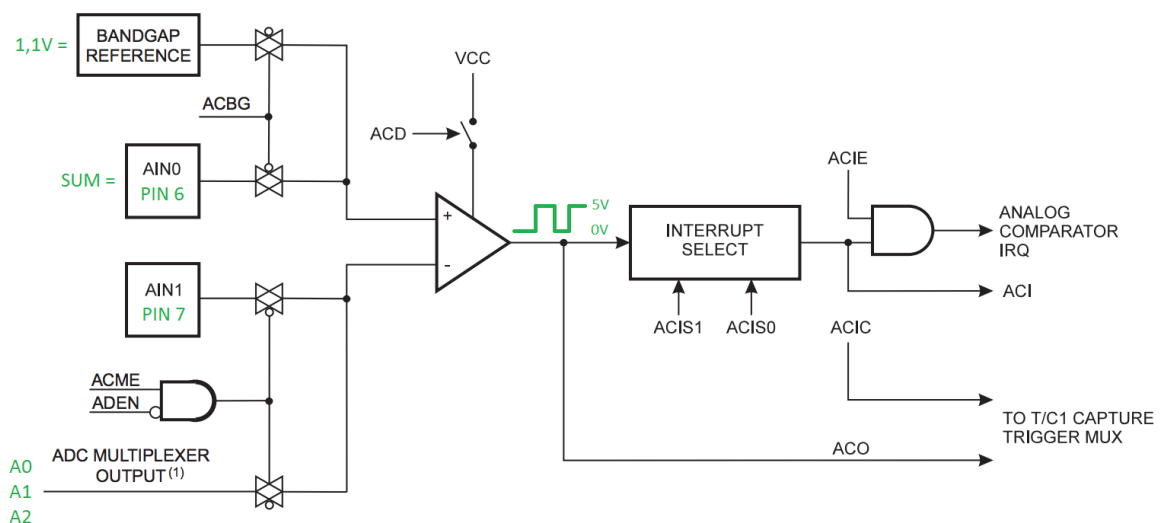 1,1V =
BANDGAP
REFERENCE
ACBG
SUM =
AIN0
PIN 6
AIN1
PIN 7
ACME
ADEN
ADC MULTIPLEXER
OUTPUT(1)
A0
A1
A2
VCC
ACD
+
-
5V
0V
INTERRUPT
SELECT
ACIS1 ACIS0
ACIE
ANALOG
COMPARATOR
IRQ
ACI
ACIC
TO T/C1 CAPTURE
TRIGGER MUX
ACO